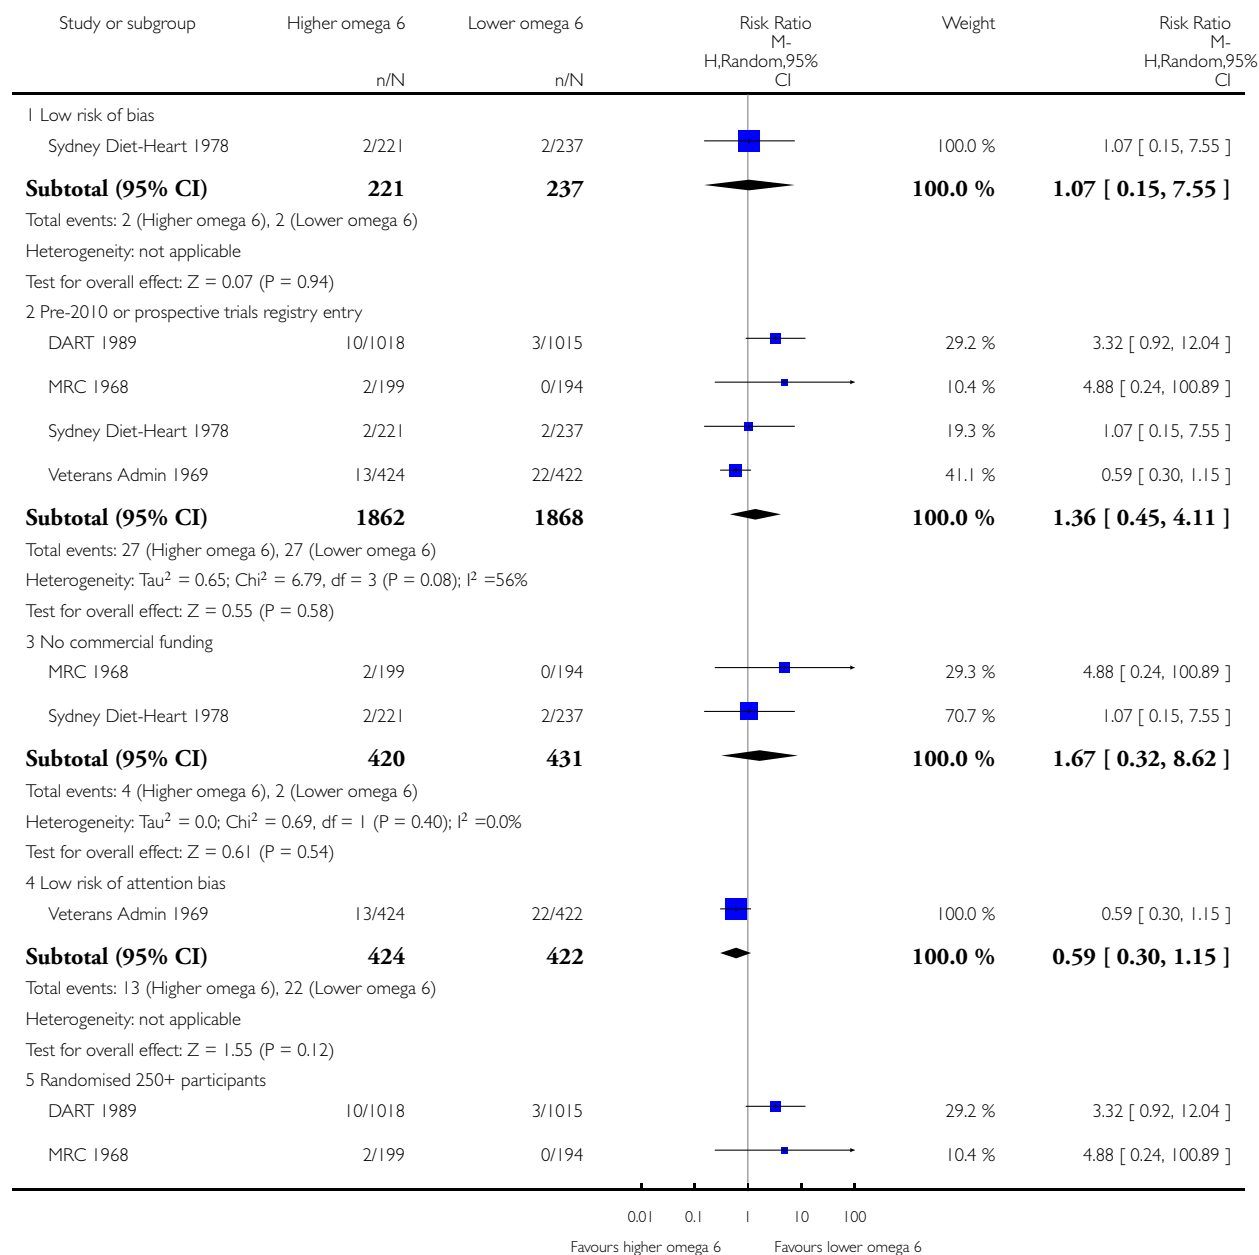 Study or subgroup Higher omega 6 Lower omega 6 Risk Ratio Weight Risk Ratio
M- M-
H,Random,95% H,Random,95%
n/N n/N CI CI
1 Low risk of bias
Sydney Diet-Heart 1978 2/221 2/237 100.0 % 1.07 [ 0.15, 7.55 ]
Subtotal (95% CI) 221 237 100.0 % 1.07 [ 0.15, 7.55 ]
Total events: 2 (Higher omega 6), 2 (Lower omega 6)
Heterogeneity: not applicable
Test for overall effect: Z = 0.07 (P = 0.94)
2 Pre-2010 or prospective trials registry entry
DART 1989 10/1018 3/1015 29.2 % 3.32 [ 0.92, 12.04 ]
MRC 1968 2/199 0/194 10.4 % 4.88 [ 0.24, 100.89 ]
Sydney Diet-Heart 1978 2/221 2/237 19.3 % 1.07 [ 0.15, 7.55 ]
Veterans Admin 1969 13/424 22/422 41.1 % 0.59 [ 0.30, 1.15 ]
Subtotal (95% CI) 1862 1868 100.0 % 1.36 [ 0.45, 4.11 ]
Total events: 27 (Higher omega 6), 27 (Lower omega 6)
Heterogeneity: Tau² = 0.65; Chi² = 6.79, df = 3 (P = 0.08); I² =56%
Test for overall effect: Z = 0.55 (P = 0.58)
3 No commercial funding
MRC 1968 2/199 0/194 29.3 % 4.88 [ 0.24, 100.89 ]
Sydney Diet-Heart 1978 2/221 2/237 70.7 % 1.07 [ 0.15, 7.55 ]
Subtotal (95% CI) 420 431 100.0 % 1.67 [ 0.32, 8.62 ]
Total events: 4 (Higher omega 6), 2 (Lower omega 6)
Heterogeneity: Tau² = 0.0; Chi² = 0.69, df = 1 (P = 0.40); I² =0.0%
Test for overall effect: Z = 0.61 (P = 0.54)
4 Low risk of attention bias
Veterans Admin 1969 13/424 22/422 100.0 % 0.59 [ 0.30, 1.15 ]
Subtotal (95% CI) 424 422 100.0 % 0.59 [ 0.30, 1.15 ]
Total events: 13 (Higher omega 6), 22 (Lower omega 6)
Heterogeneity: not applicable
Test for overall effect: Z = 1.55 (P = 0.12)
5 Randomised 250+ participants
DART 1989 10/1018 3/1015 29.2 % 3.32 [ 0.92, 12.04 ]
MRC 1968 2/199 0/194 10.4 % 4.88 [ 0.24, 100.89 ]
0.01 0.1 1 10 100
Favours higher omega 6 Favours lower omega 6